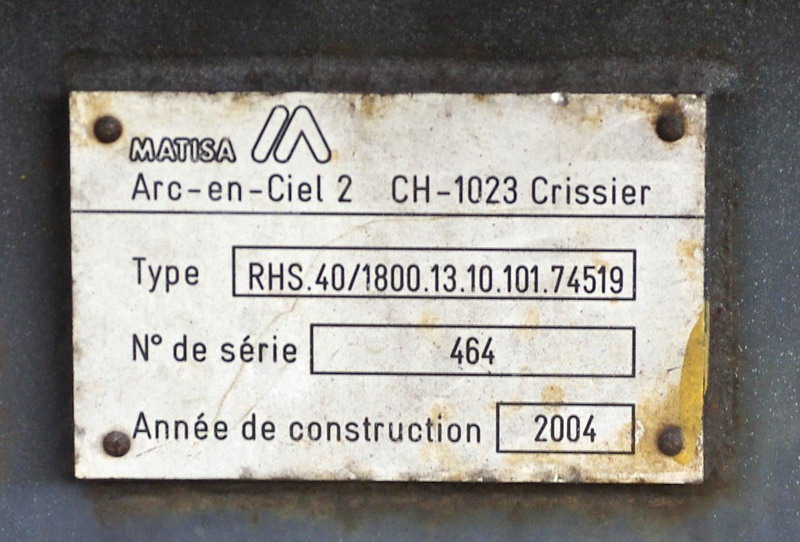 MATISA
Arc-en-Ciel 2 CH-1023 Crissier
Type RHS.40/1800.13.10.101.74519
N° de série 464
Année de construction 2004